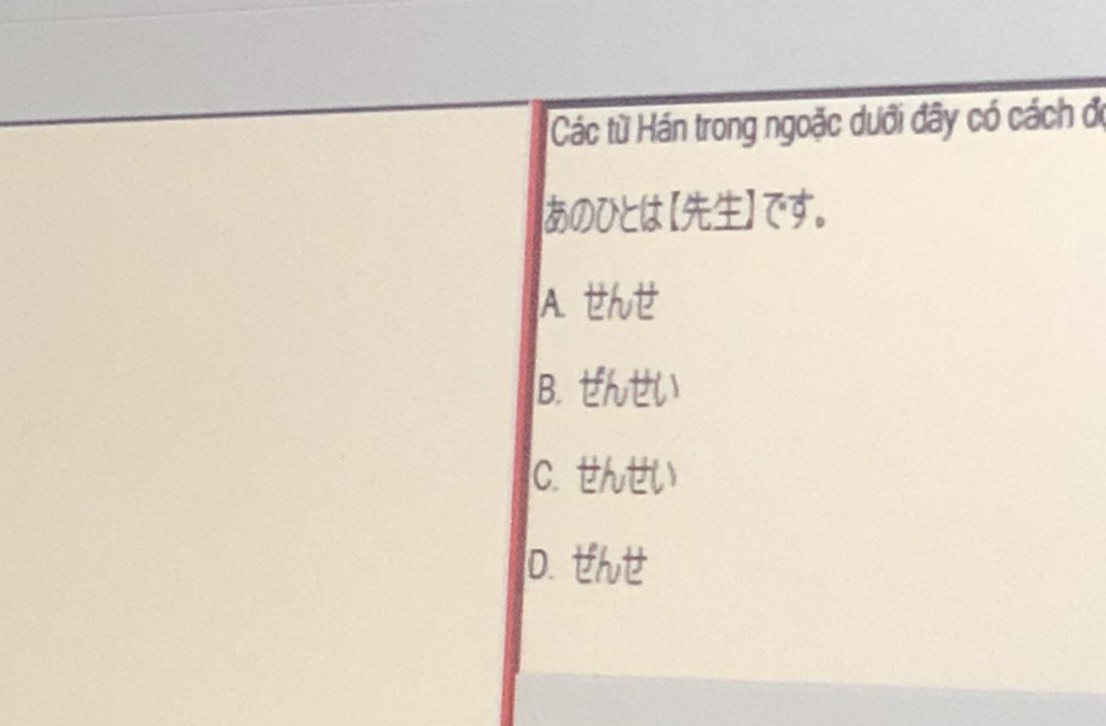 Các từ Hán trong ngoặc dưới đây có cách
あのひとは【先生】です。
A. せんせ
B. ぜんせい
C. せんせい
D. ぜんせ